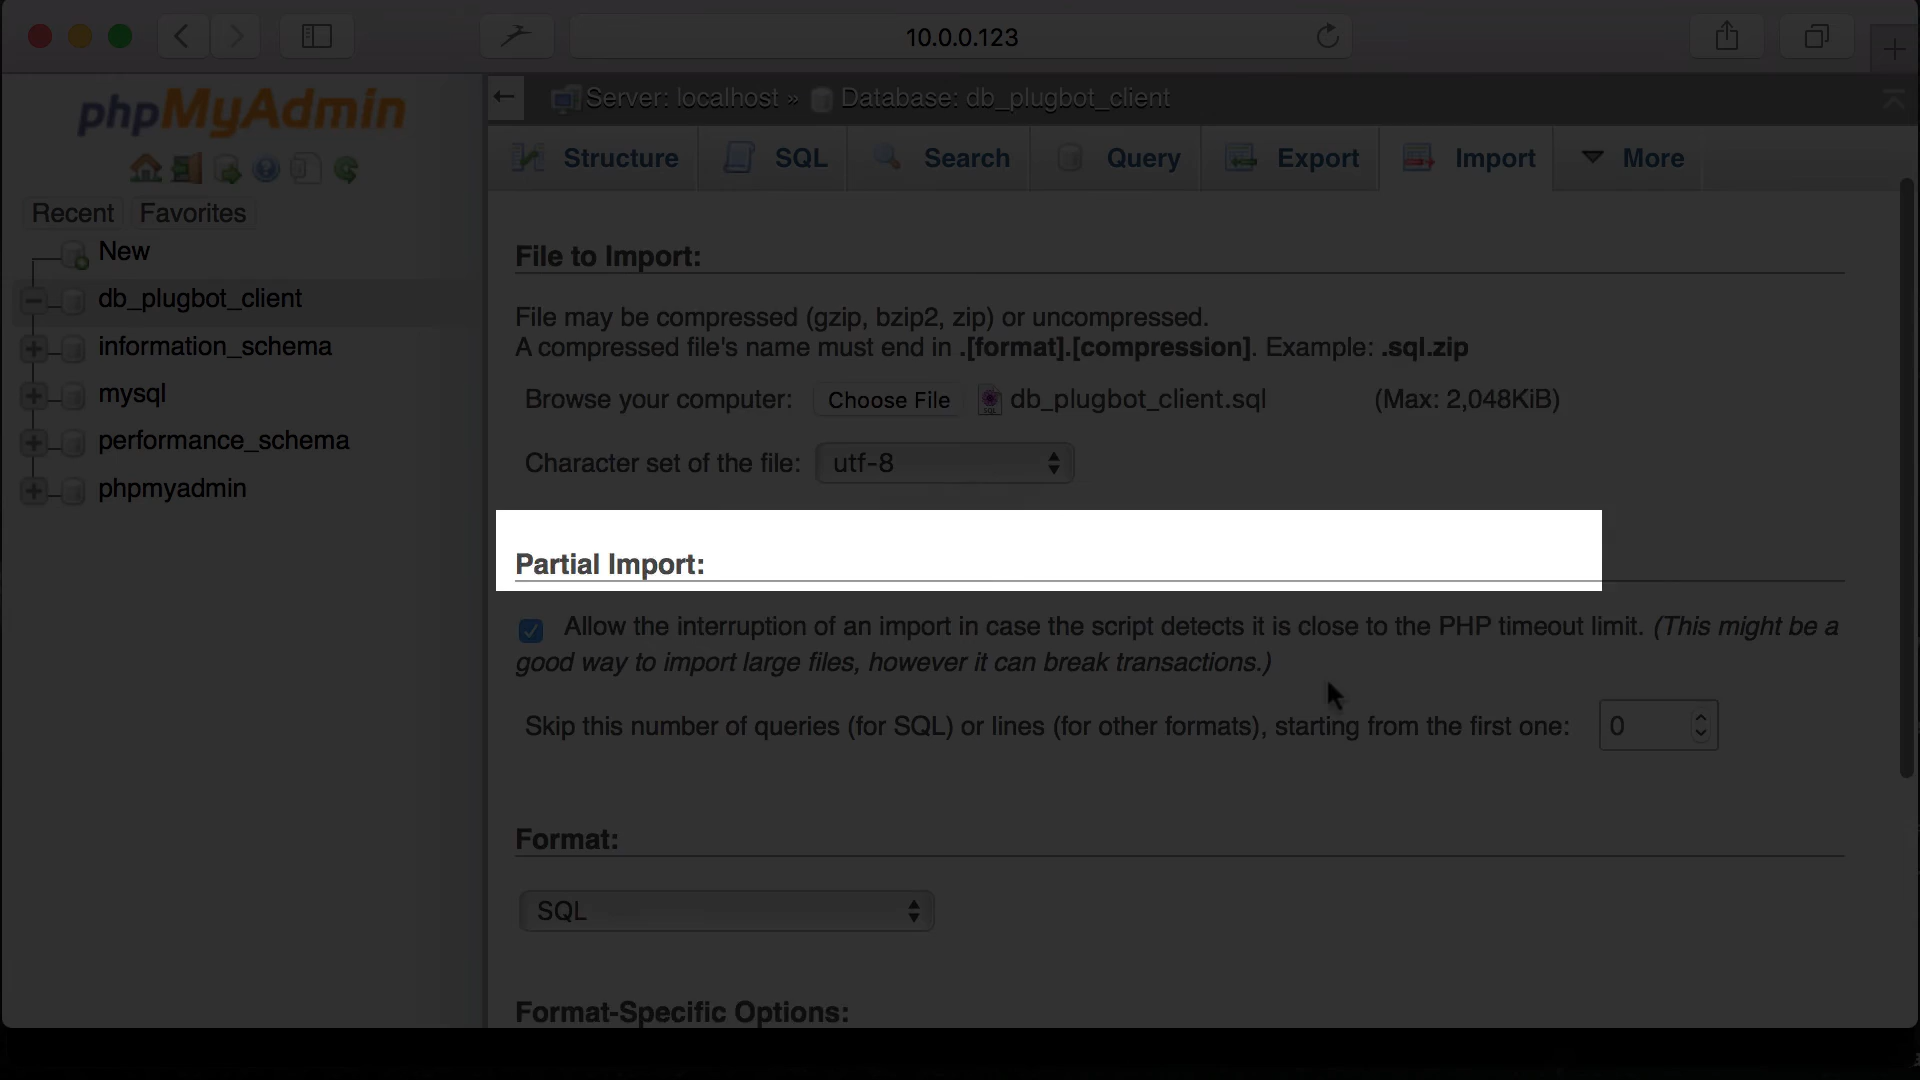 10.0.0.123
phpMyAdmin
Server: localhost » Database: db_plugbot_client
Structure SQL Search Query Export Import More
Recent Favorites
New
db_plugbot_client
information_schema
mysql
performance_schema
phpmyadmin
File to Import:
File may be compressed (gzip, bzip2, zip) or uncompressed.
A compressed file's name must end in .[format].[compression]. Example: .sql.zip
Browse your computer: Choose File db_plugbot_client.sql (Max: 2,048KiB)
Character set of the file: utf-8
Partial Import:
Allow the interruption of an import in case the script detects it is close to the PHP timeout limit. (This might be a
good way to import large files, however it can break transactions.)
Skip this number of queries (for SQL) or lines (for other formats), starting from the first one: 0
Format:
SQL
Format-Specific Options: